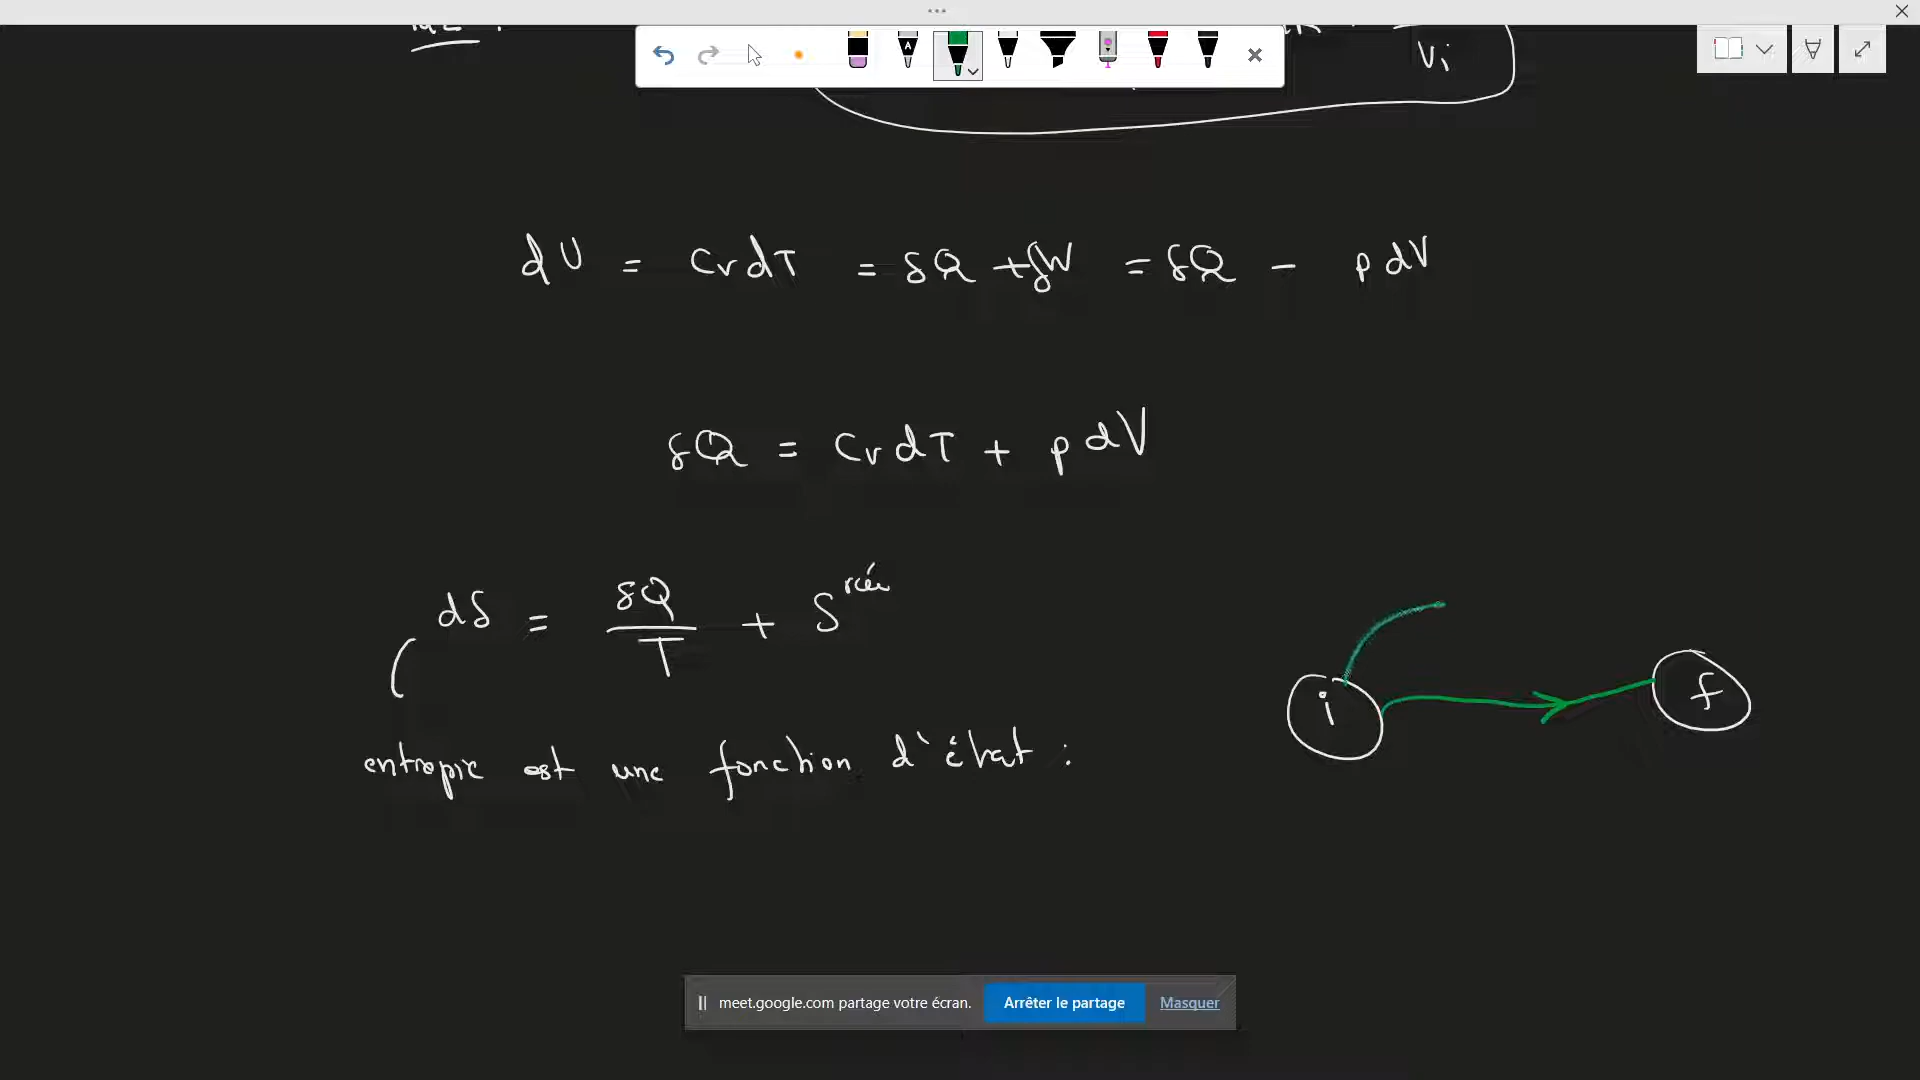 Vi
dU = CvdT = δQ + δW = δQ - pdV
δQ = CvdT + pdV
dS = δQ/T + S
i
f
entropie est une fonction d'état :
meet.google.com partage votre écran. Arrêter le partage Masquer